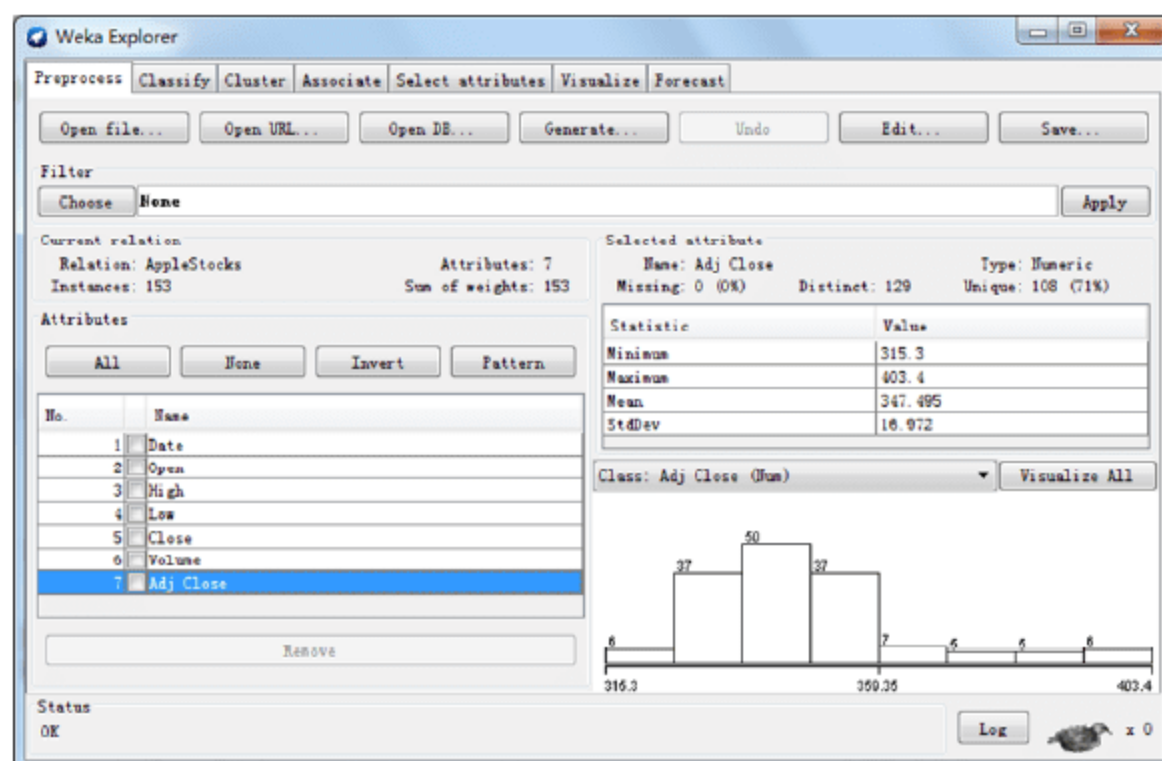 Weka Explorer
Preprocess Classify Cluster Associate Select attributes Visualize Forecast
Open file... Open URL... Open DB... Generate... Undo Edit... Save...
Filter
Choose None Apply
Current relation
Relation: AppleStocks Attributes: 7
Instances: 153 Sum of weights: 153
Selected attribute
Name: Adj Close Type: Numeric
Missing: 0 (0%) Distinct: 129 Unique: 108 (71%)
Attributes
All None Invert Pattern
No. Name
1 Date
2 Open
3 High
4 Low
5 Close
6 Volume
7 Adj Close
Remove
Statistic Value
Minimum 315.3
Maximum 403.4
Mean 347.495
StdDev 16.972
Class: Adj Close (Num) Visualize All
6 37 50 37 7 5 5 6
315.3 359.35 403.4
Status
OK
Log x 0